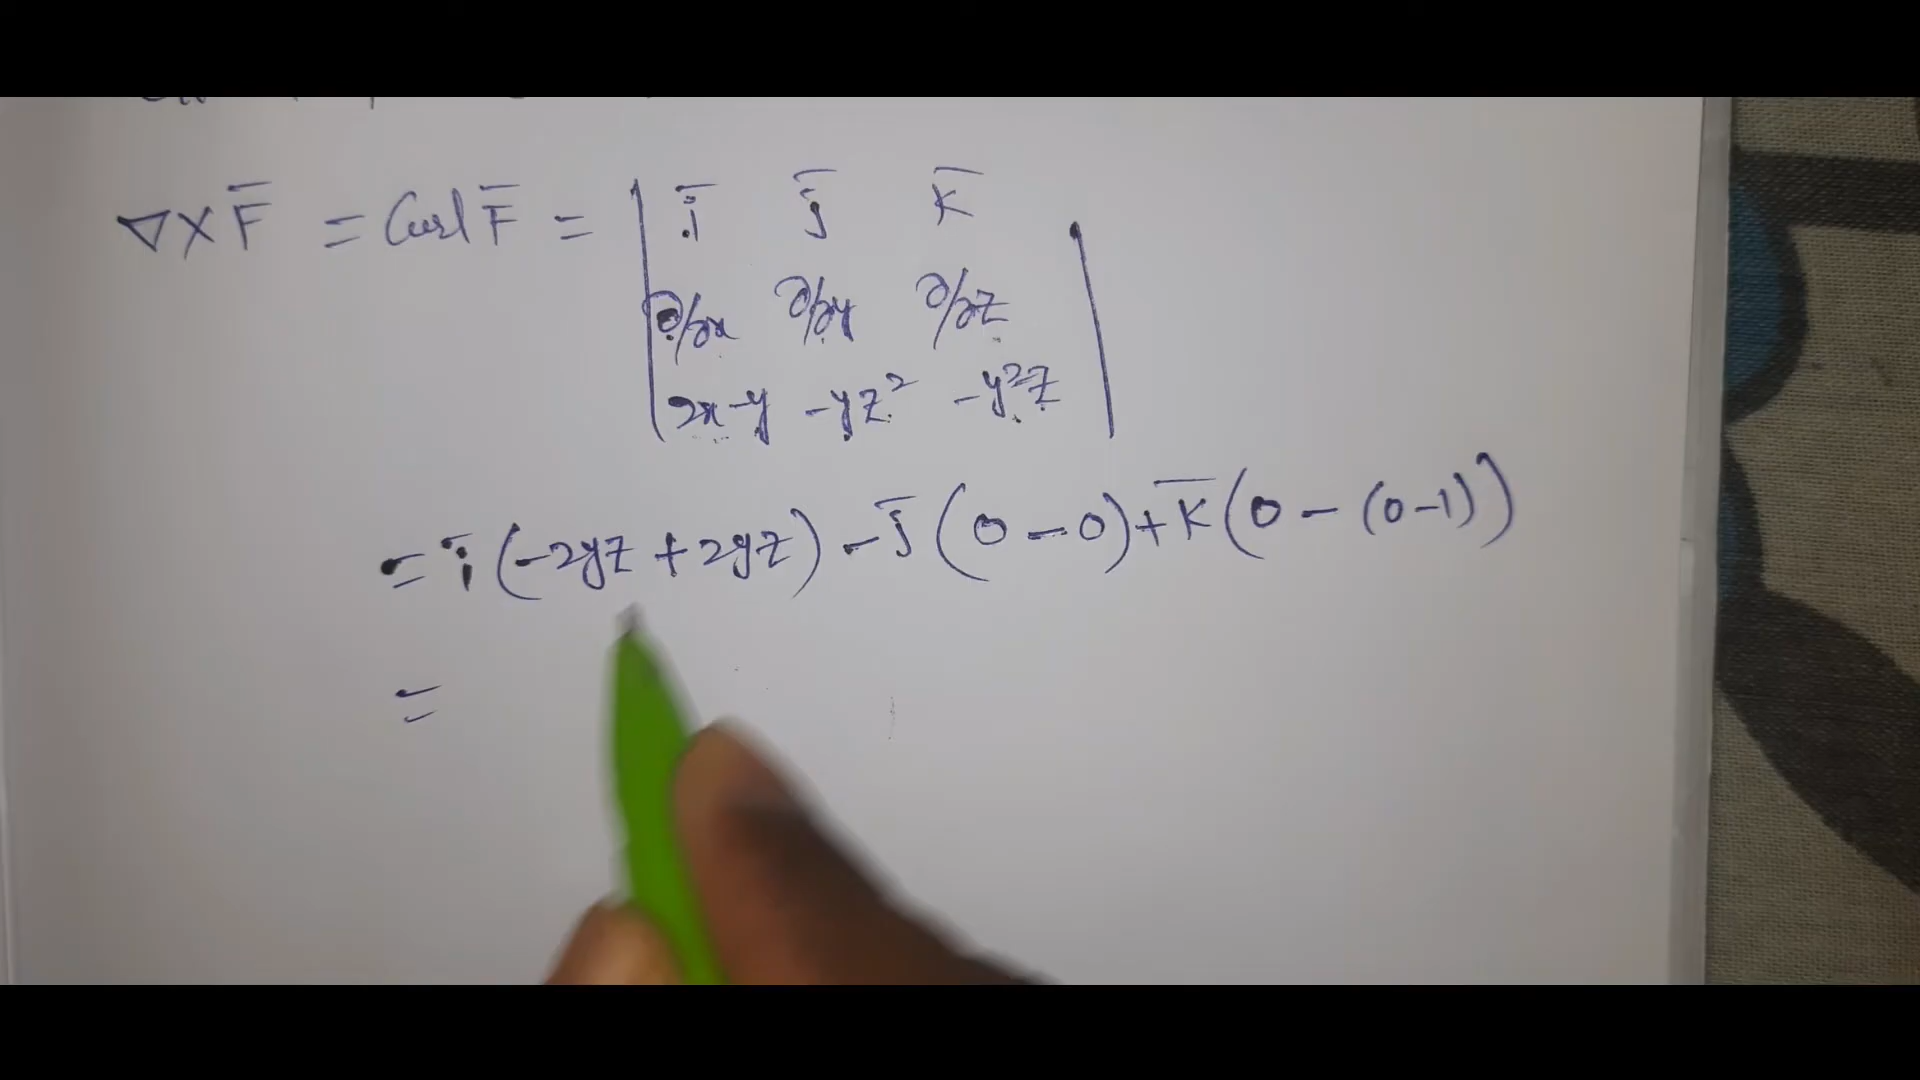 ∇×F̄ = Curl F̄ = | ī j̄ k̄ |
∂/∂x ∂/∂y ∂/∂z
2x-y -yz² -y²z
= ī(-2yz + 2yz) - j̄(0 - 0) + k̄(0 - (0-1))
=